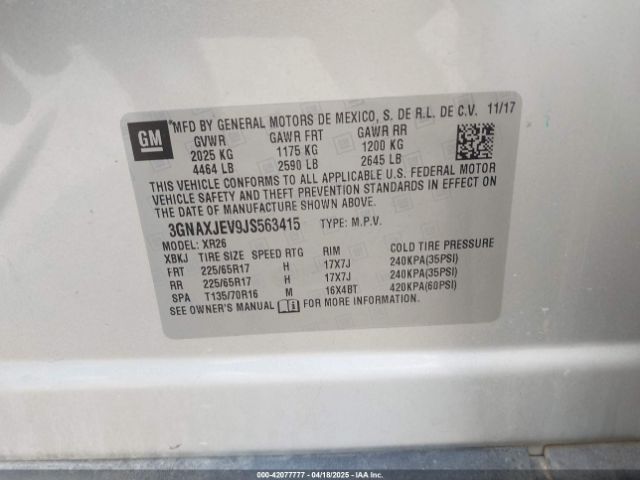 GM
*MFD BY GENERAL MOTORS DE MEXICO, S. DE R.L. DE C.V. 11/17
GVWR GAWR FRT GAWR RR
2025 KG 1175 KG 1200 KG
4464 LB 2590 LB 2645 LB
THIS VEHICLE CONFORMS TO ALL APPLICABLE U.S. FEDERAL MOTOR
VEHICLE SAFETY AND THEFT PREVENTION STANDARDS IN EFFECT ON
THE DATE OF MANUFACTURE SHOWN ABOVE.
3GNAXJEV9JS563415 TYPE: M.P.V.
MODEL: XR26
XBKJ TIRE SIZE SPEED RTG RIM COLD TIRE PRESSURE
FRT 225/65R17 H 17X7J 240KPA(35PSI)
RR 225/65R17 H 17X7J 240KPA(35PSI)
SPA T135/70R16 M 16X4BT 420KPA(60PSI)
SEE OWNER'S MANUAL FOR MORE INFORMATION.
000-42077777 - 04/18/2025 - IAAI.COM